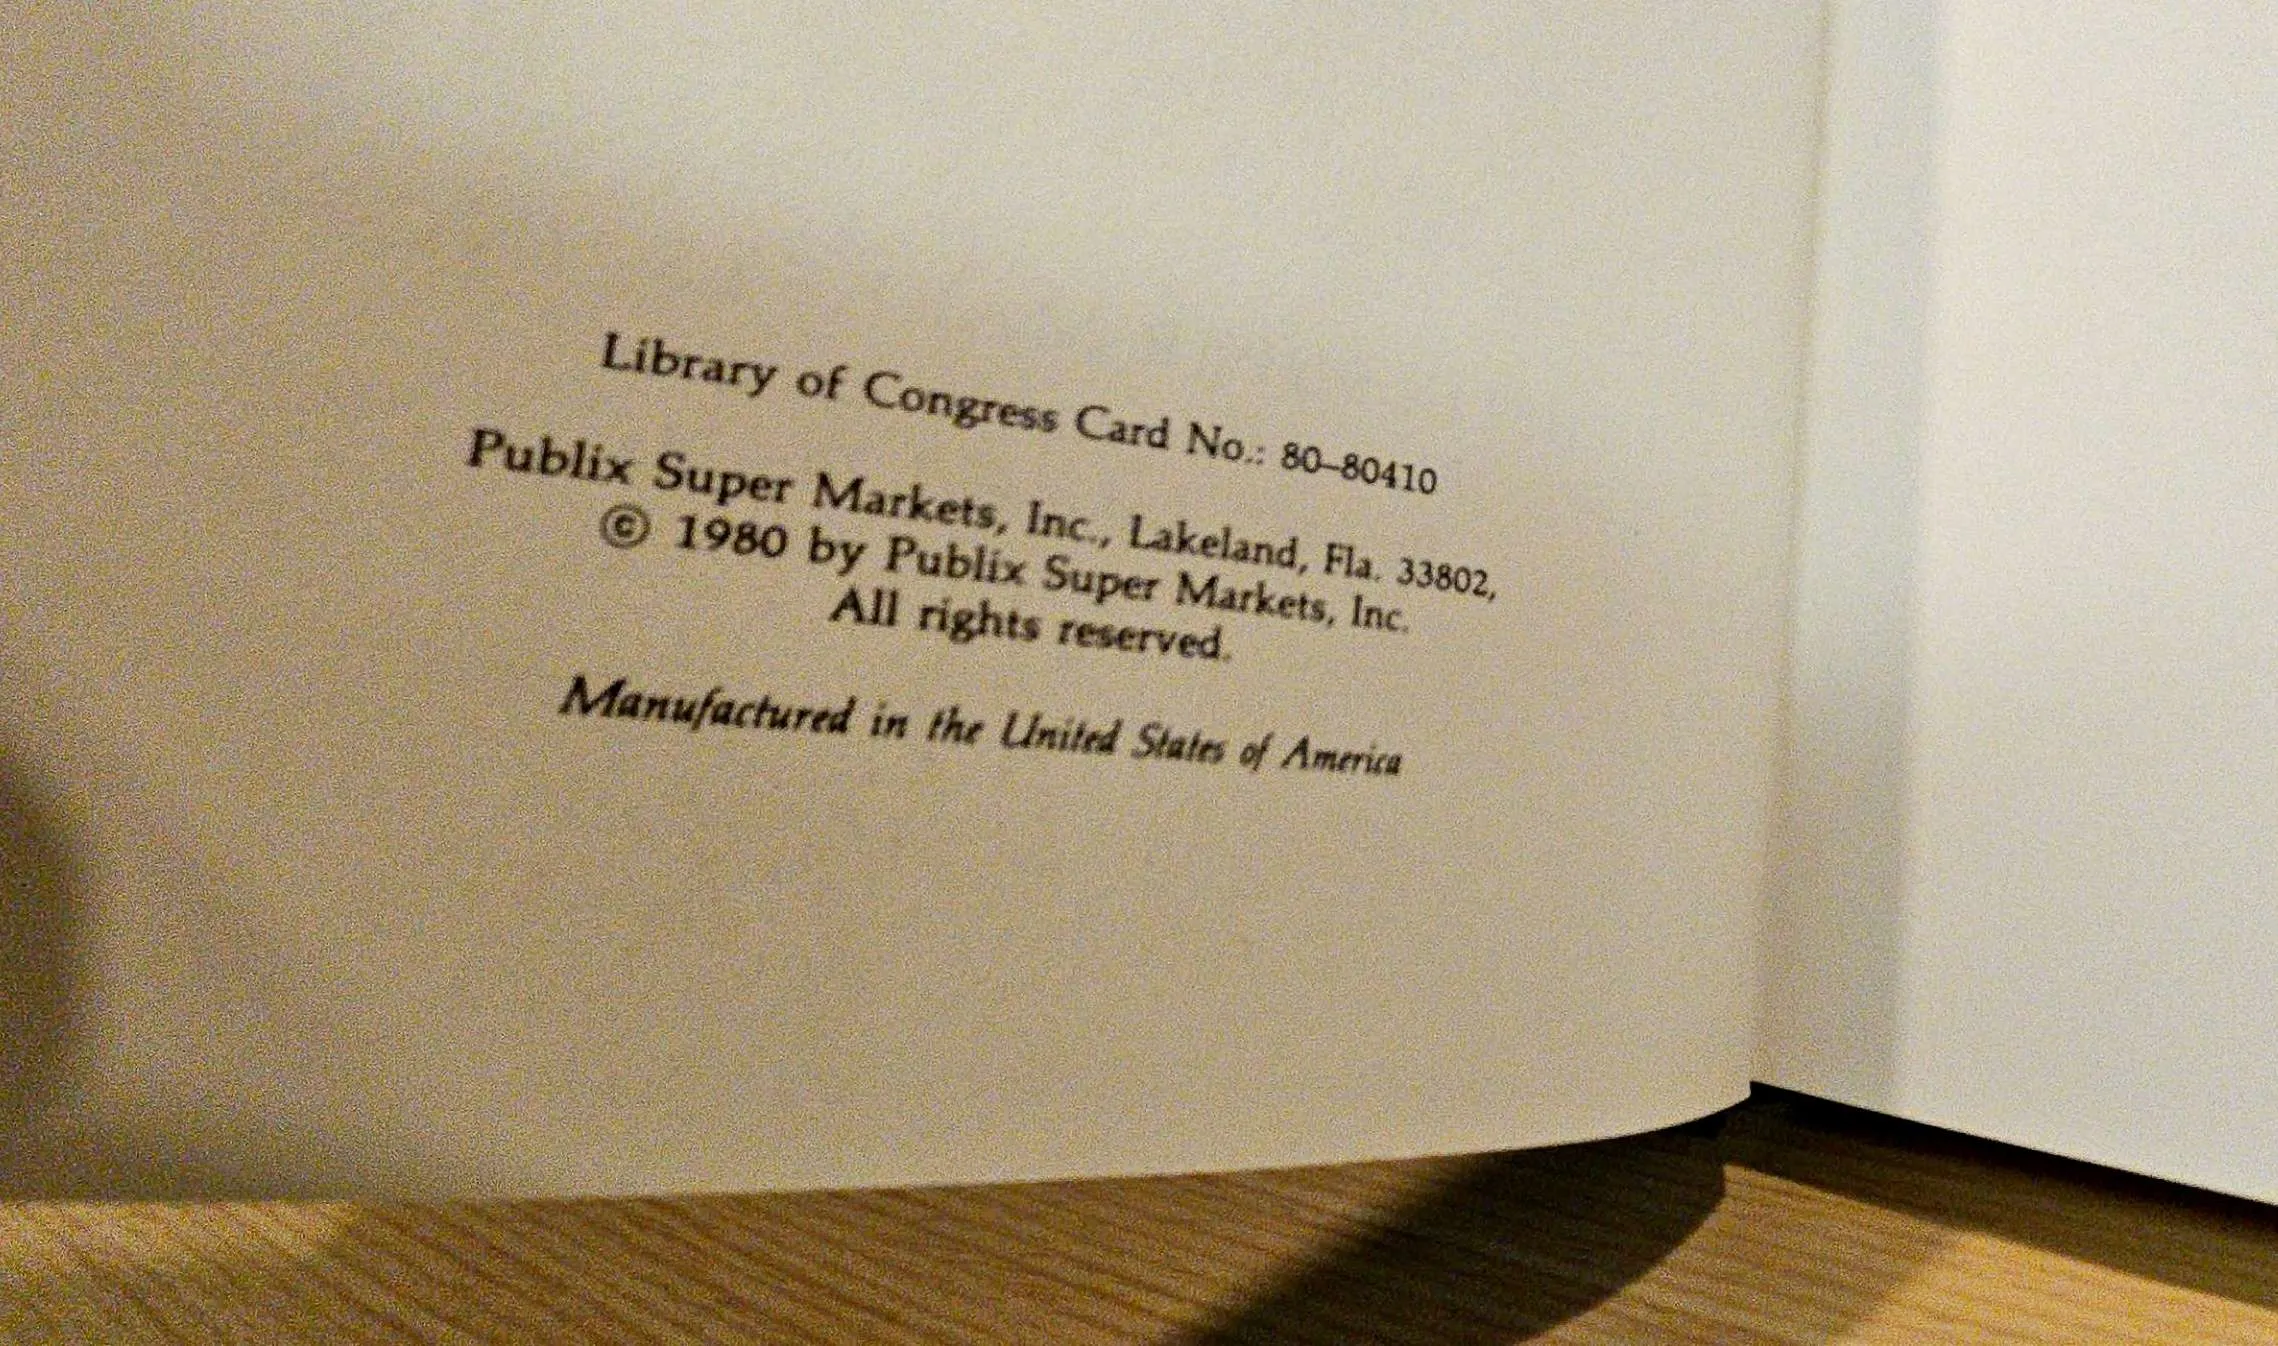 Library of Congress Card No.: 80–80410
Publix Super Markets, Inc., Lakeland, Fla. 33802,
© 1980 by Publix Super Markets, Inc.
All rights reserved.
Manufactured in the United States of America